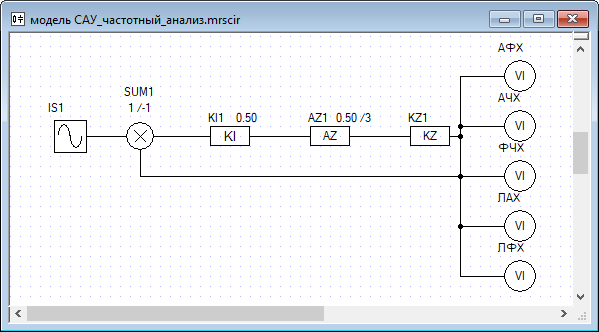 модель САУ_частотный_анализ.mrscir
АФХ
VI
SUM1
1 /-1
IS1
KI1 0.50
KI
AZ1 0.50 /3
AZ
KZ1
KZ
АЧХ
VI
ФЧХ
VI
ЛАХ
VI
ЛФХ
VI